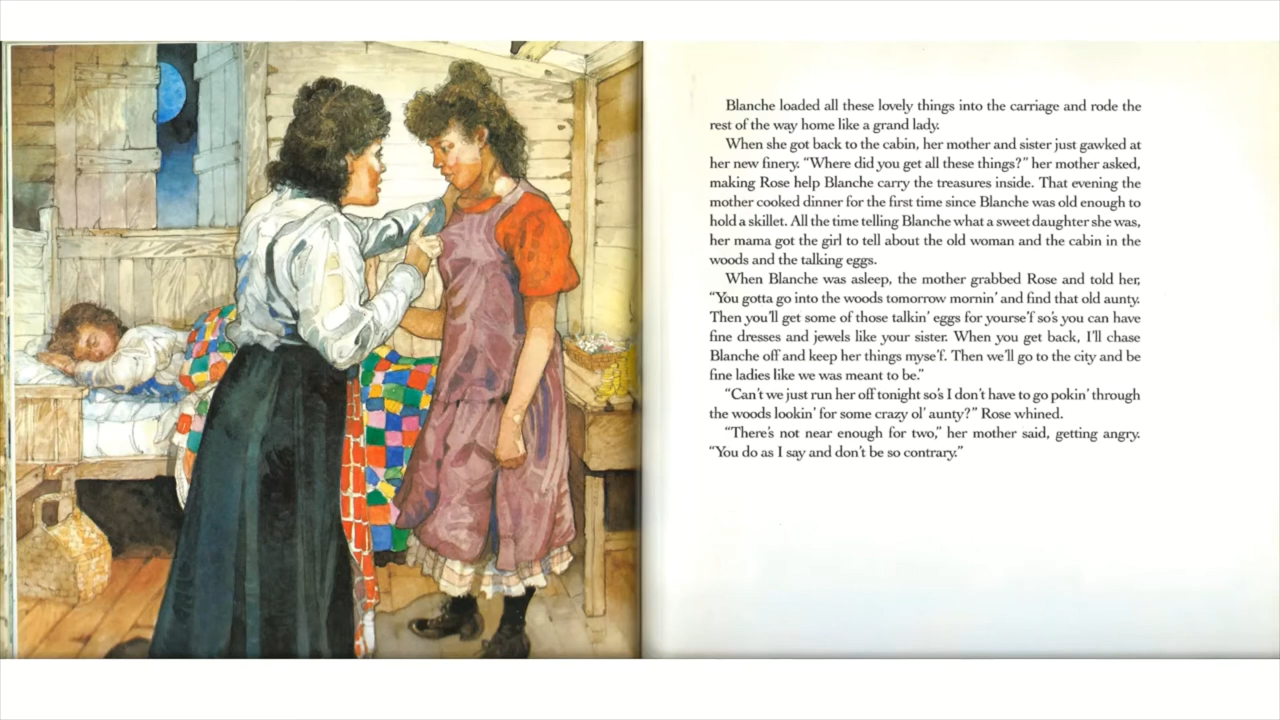 Blanche loaded all these lovely things into the carriage and rode the
rest of the way home like a grand lady.
When she got back to the cabin, her mother and sister just gawked at
her new finery. “Where did you get all these things?” her mother asked,
making Rose help Blanche carry the treasures inside. That evening the
mother cooked dinner for the first time since Blanche was old enough to
hold a skillet. All the time telling Blanche what a sweet daughter she was,
her mama got the girl to tell about the old woman and the cabin in the
woods and the talking eggs.
When Blanche was asleep, the mother grabbed Rose and told her,
“You gotta go into the woods tomorrow mornin’ and find that old aunty.
Then you’ll get some of those talkin’ eggs for yourse’f so’s you can have
fine dresses and jewels like your sister. When you get back, I’ll chase
Blanche off and keep her things myse’f. Then we’ll go to the city and be
fine ladies like we was meant to be.”
“Can’t we just run her off tonight so’s I don’t have to go pokin’ through
the woods lookin’ for some crazy ol’ aunty?” Rose whined.
“There’s not near enough for two,” her mother said, getting angry.
“You do as I say and don’t be so contrary.”